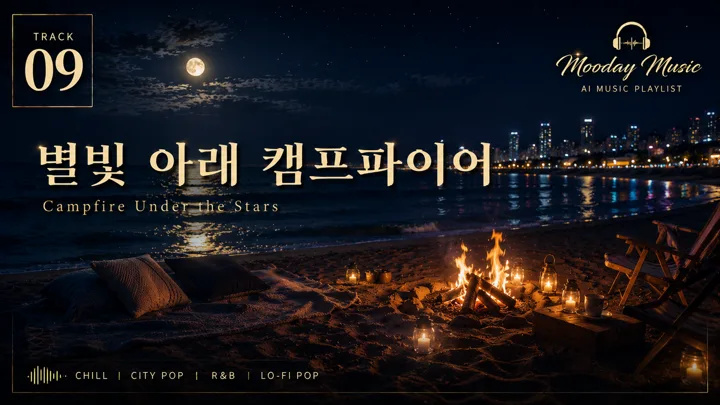 TRACK
09
Mooday Music
AI MUSIC PLAYLIST
별빛 아래 캠프파이어
Campfire Under the Stars
CHILL | CITY POP | R&B | LO-FI POP